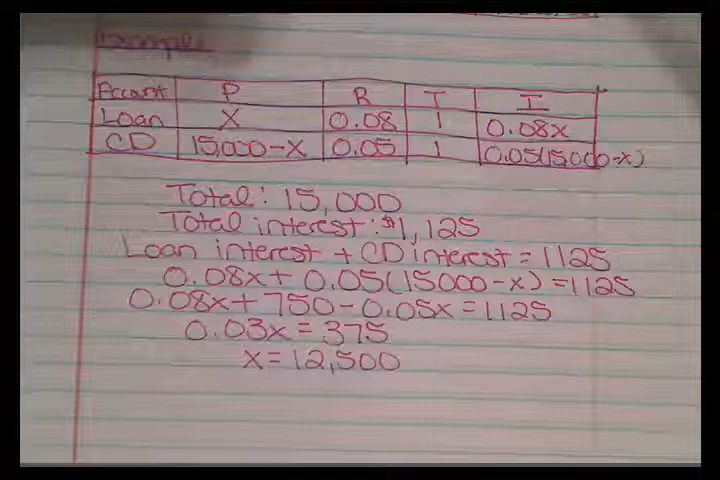 Example
Account P R T I
Loan X 0.08 1 0.08x
CD 15,000-X 0.05 1 0.05(15000-x)
Total: 15,000
Total interest: $1,125
Loan interest + CD interest = 1125
0.08x + 0.05(15000-x) = 1125
0.08x + 750 - 0.05x = 1125
0.03x = 375
x = 12,500